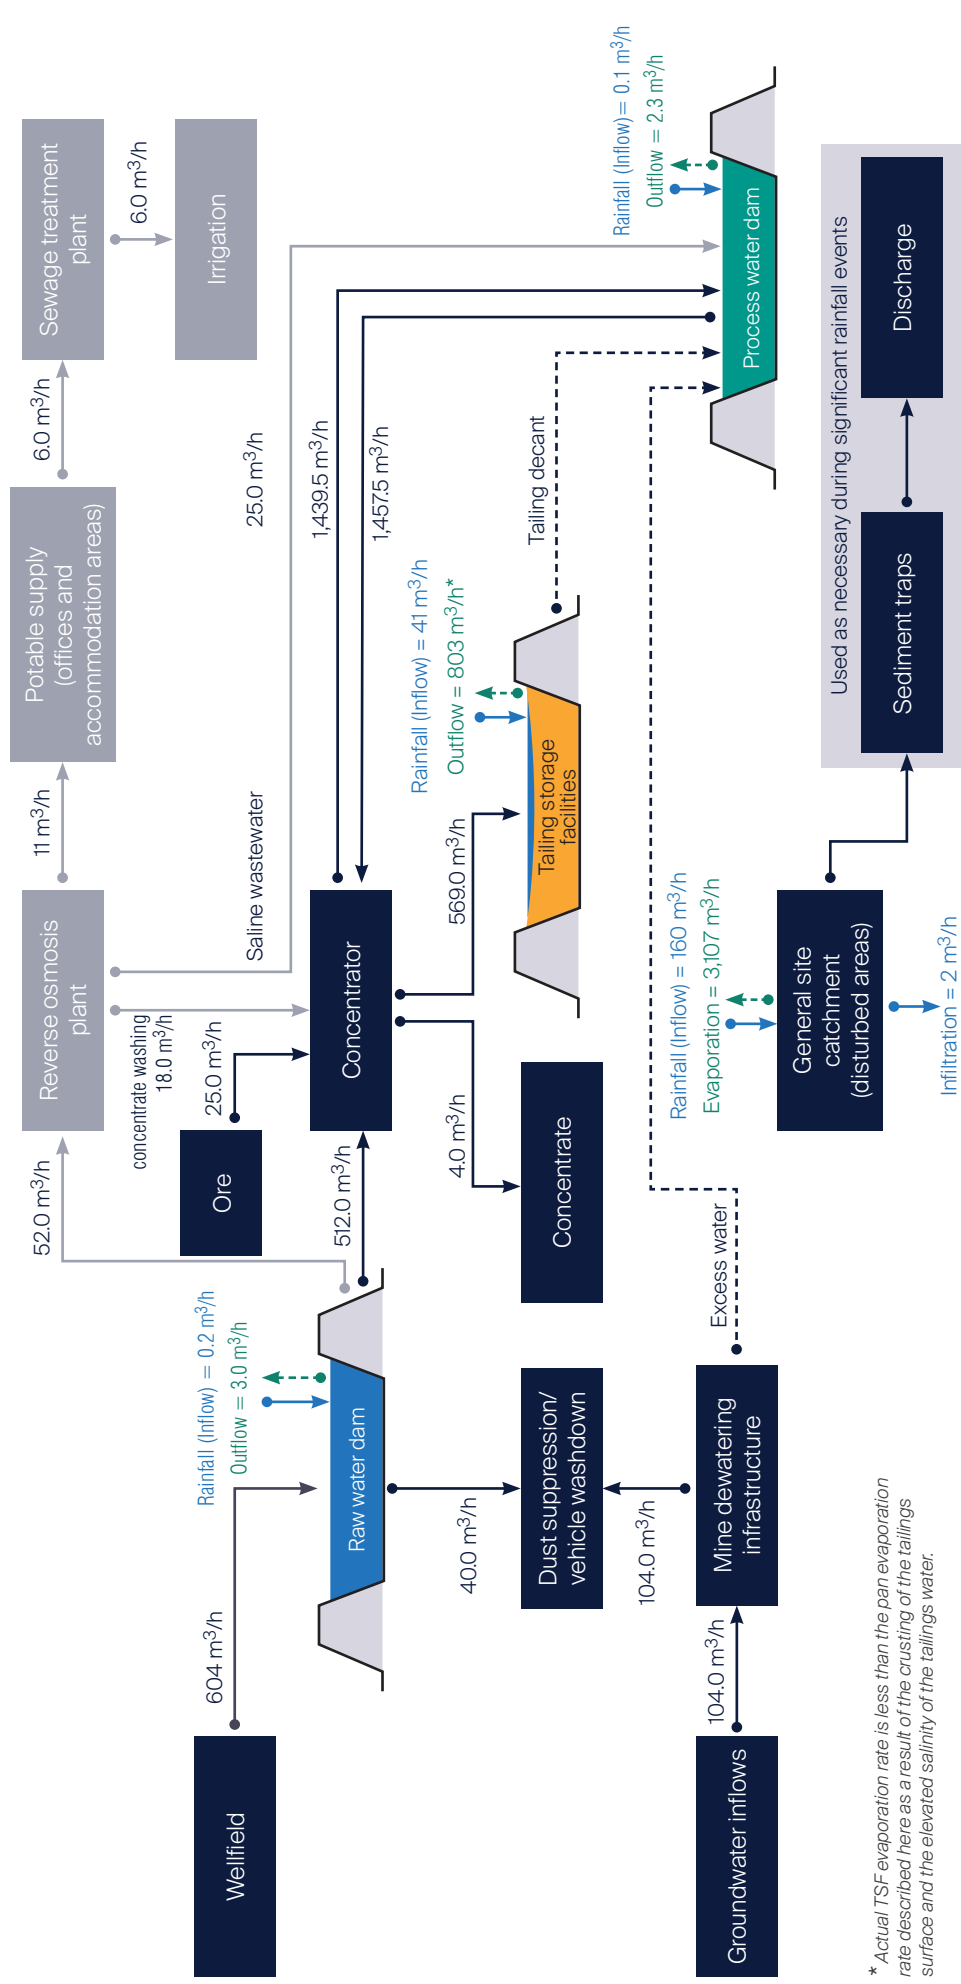 Wellfield
604 m³/h
Rainfall (Inflow) = 0.2 m³/h
Outflow = 3.0 m³/h
Raw water dam
52.0 m³/h
Reverse osmosis
plant
11 m³/h
Potable supply
(offices and
accommodation areas)
6.0 m³/h
Sewage treatment
plant
6.0 m³/h
Irrigation
concentrate washing
18.0 m³/h
Saline wastewater
25.0 m³/h
Ore
25.0 m³/h
512.0 m³/h
Concentrator
1,439.5 m³/h
1,457.5 m³/h
4.0 m³/h
Concentrate
569.0 m³/h
Rainfall (Inflow) = 41 m³/h
Outflow = 803 m³/h*
Tailing storage
facilities
Tailing decant
Rainfall (Inflow)= 0.1 m³/h
Outflow = 2.3 m³/h
Process water dam
40.0 m³/h
Dust suppression/
vehicle washdown
104.0 m³/h
Groundwater inflows
104.0 m³/h
Mine dewatering
infrastructure
Excess water
Rainfall (Inflow) = 160 m³/h
Evaporation = 3,107 m³/h
General site
catchment
(disturbed areas)
Infiltration = 2 m³/h
Used as necessary during significant rainfall events
Sediment traps
Discharge
* Actual TSF evaporation rate is less than the pan evaporation
rate described here as a result of the crusting of the tailings
surface and the elevated salinity of the tailings water.